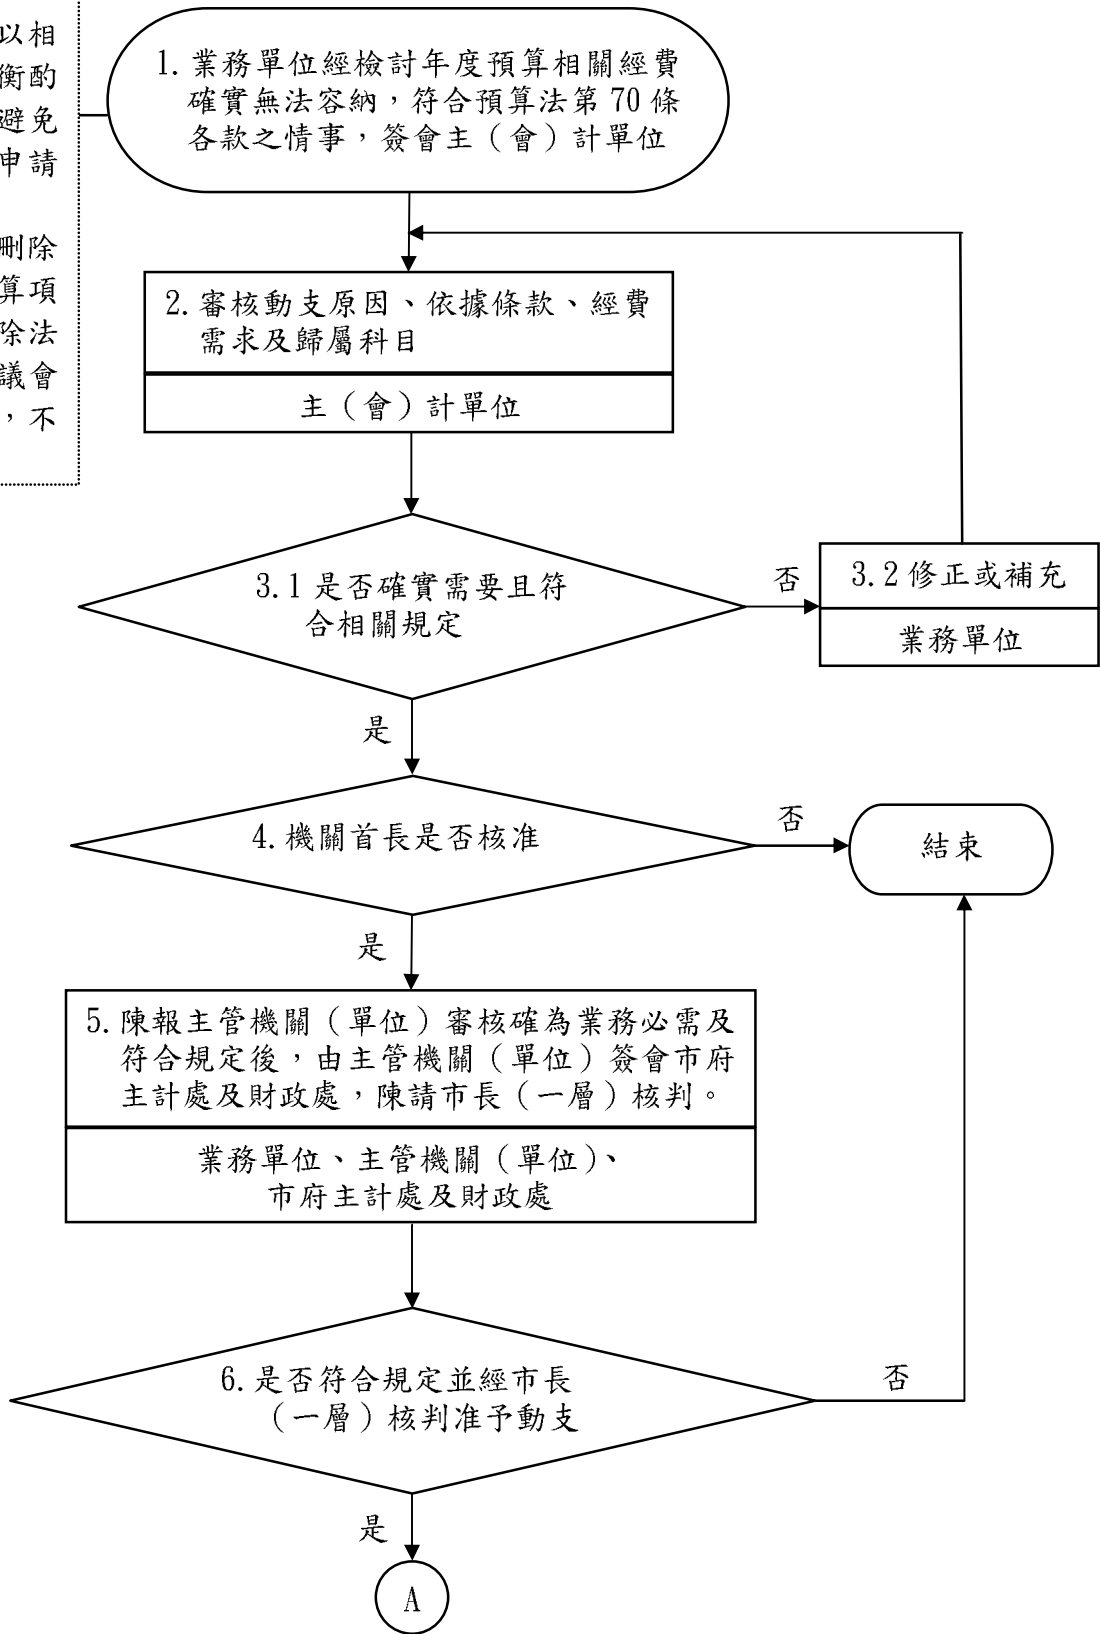 以相
衡酌
避免
申請
刪除
算項
除法
議會
，不
1. 業務單位經檢討年度預算相關經費
確實無法容納，符合預算法第 70 條
各款之情事，簽會主（會）計單位
2. 審核動支原因、依據條款、經費
需求及歸屬科目
主（會）計單位
3.1 是否確實需要且符
合相關規定
否
3.2 修正或補充
業務單位
是
4. 機關首長是否核准
否
結束
是
5. 陳報主管機關（單位）審核確為業務必需及
符合規定後，由主管機關（單位）簽會市府
主計處及財政處，陳請市長（一層）核判。
業務單位、主管機關（單位）、
市府主計處及財政處
6. 是否符合規定並經市長
（一層）核判准予動支
否
是
A